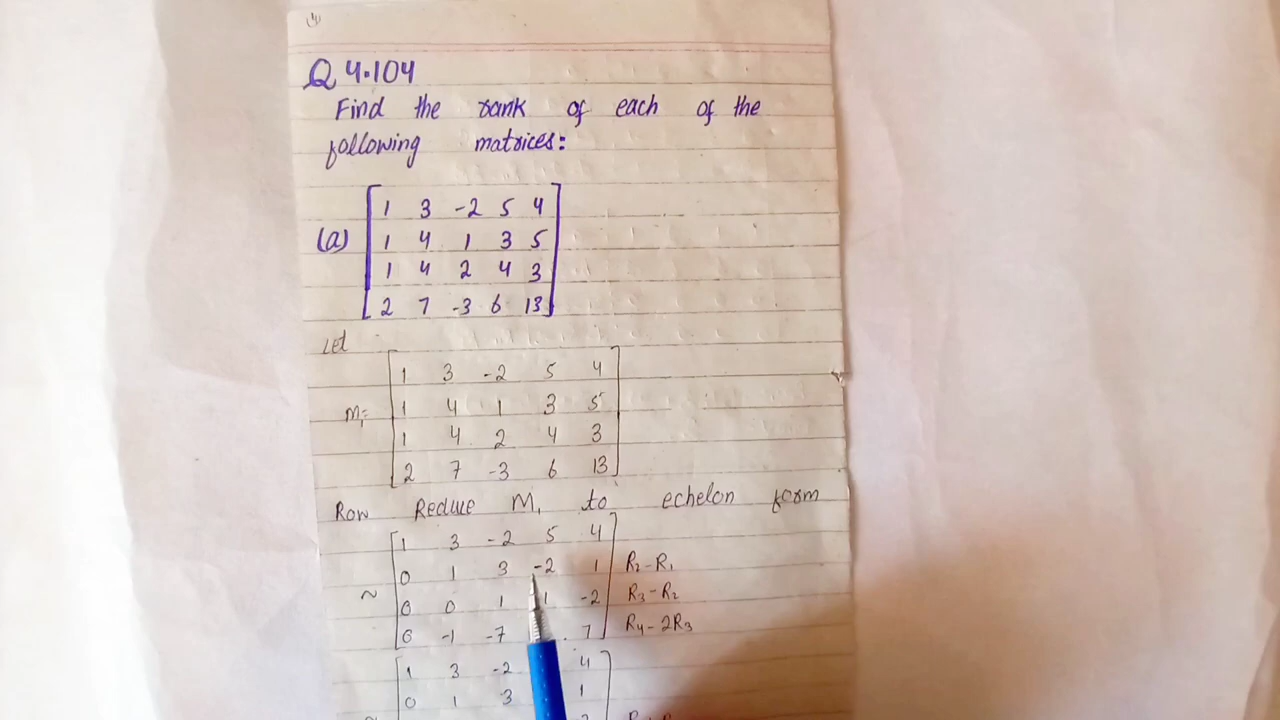 Q 4.104
Find the rank of each of the
following matrices:
(a) 1 3 -2 5 4
1 4 1 3 5
1 4 2 4 3
2 7 -3 6 13
Let
M₁= 1 3 -2 5 4
1 4 1 3 5
1 4 2 4 3
2 7 -3 6 13
Row Reduce M₁ to echelon form
1 3 -2 5 4
~ 0 1 3 -2 1 R₂-R₁
0 0 1 1 -2 R₃-R₂
0 -1 -7 7 R₄-2R₃
1 3 -2 4
0 1 3 1